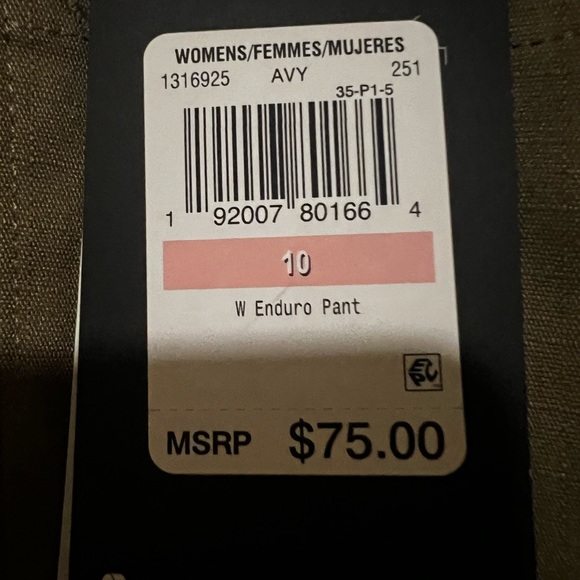 WOMENS/FEMMES/MUJERES
1316925 AVY 251
35-P1-5
1 92007 80166 4
10
W Enduro Pant
EPC
MSRP $75.00